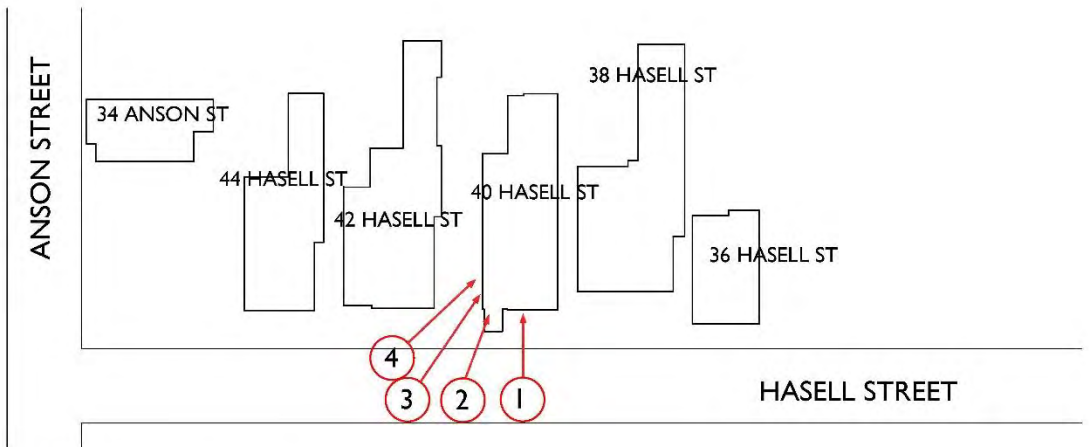 ANSON STREET
34 ANSON ST
44 HASELL ST
42 HASELL ST
40 HASELL ST
38 HASELL ST
36 HASELL ST
4
3
2
1
HASELL STREET